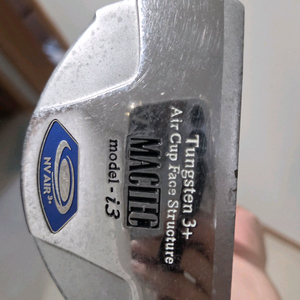 Tungsten 3+
Air Cup Face Structure
MACTEC
model-i3
NVAIR3+